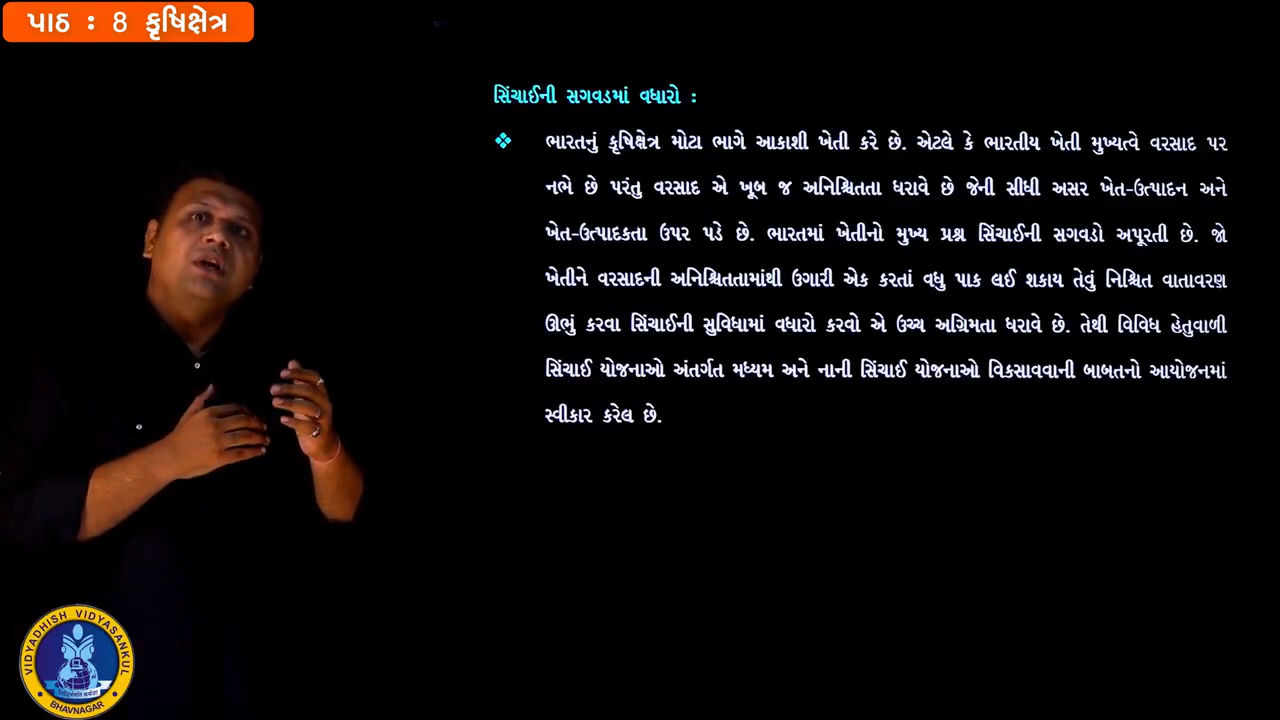 પાઠ : 8 કૃષિક્ષેત્ર
સિંચાઈની સગવડમાં વધારો :
❖ ભારતનું કૃષિક્ષેત્ર મોટા ભાગે આકાશી ખેતી કરે છે. એટલે કે ભારતીય ખેતી મુખ્યત્વે વરસાદ પર
નભે છે પરંતુ વરસાદ એ ખૂબ જ અનિશ્ચિતતા ધરાવે છે જેની સીધી અસર ખેત-ઉત્પાદન અને
ખેત-ઉત્પાદકતા ઉપર પડે છે. ભારતમાં ખેતીનો મુખ્ય પ્રશ્ન સિંચાઈની સગવડો અપૂરતી છે. જો
ખેતીને વરસાદની અનિશ્ચિતતામાંથી ઉગારી એક કરતાં વધુ પાક લઈ શકાય તેવું નિશ્ચિત વાતાવરણ
ઊભું કરવા સિંચાઈની સુવિધામાં વધારો કરવો એ ઉચ્ચ અગ્રિમતા ધરાવે છે. તેથી વિવિધ હેતુવાળી
સિંચાઈ યોજનાઓ અંતર્ગત મધ્યમ અને નાની સિંચાઈ યોજનાઓ વિકસાવવાની બાબતનો આયોજનમાં
સ્વીકાર કરેલ છે.
VIDYADHISH VIDYASANKUL
BHAVNAGAR